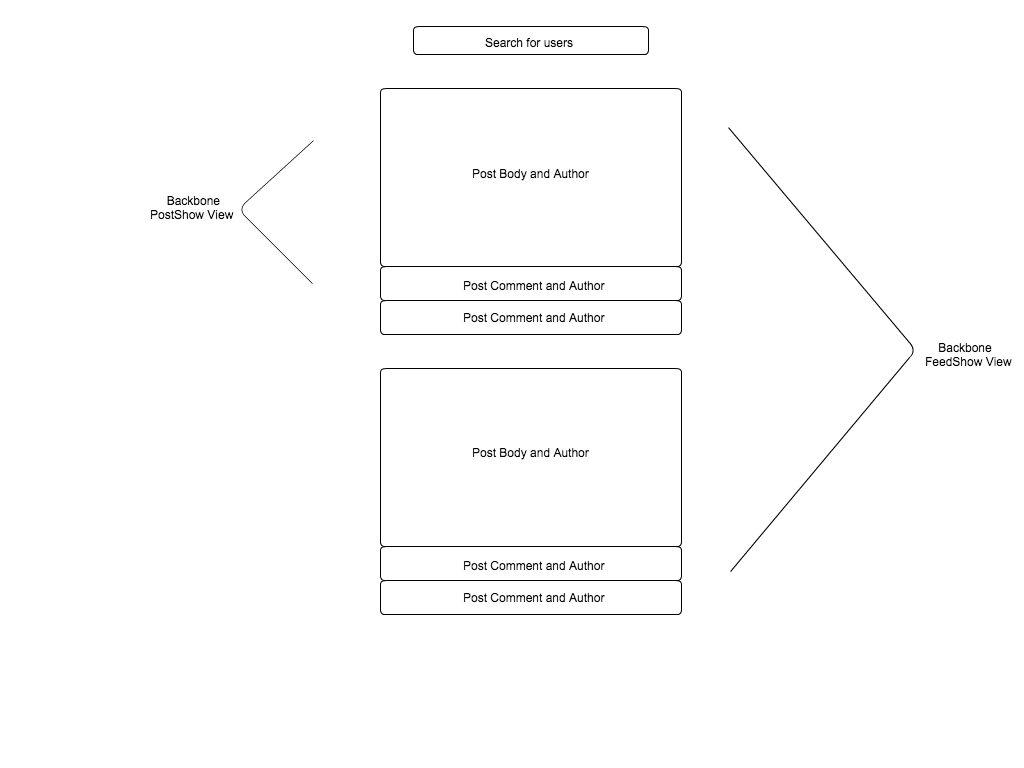 Search for users
Post Body and Author
Backbone
PostShow View
Post Comment and Author
Post Comment and Author
Backbone
FeedShow View
Post Body and Author
Post Comment and Author
Post Comment and Author